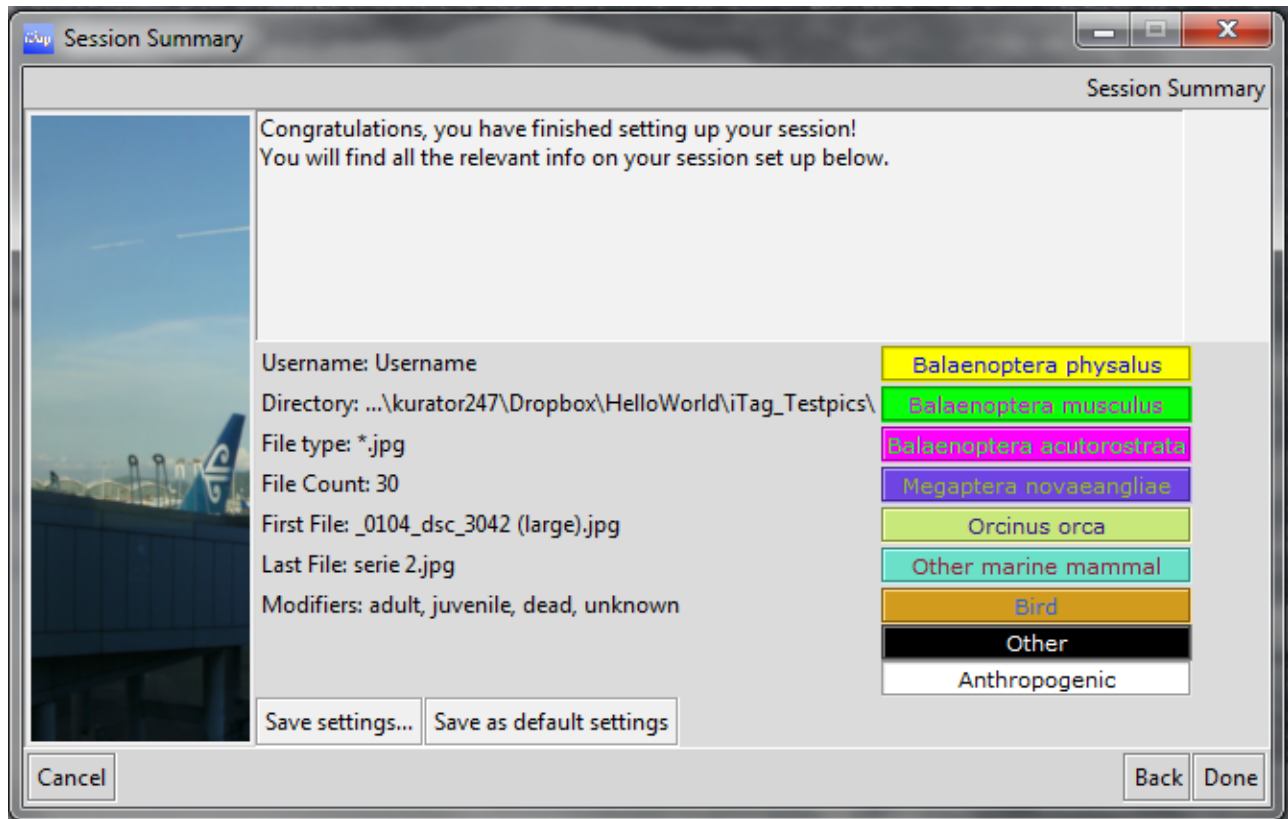 Session Summary
Session Summary
Congratulations, you have finished setting up your session!
You will find all the relevant info on your session set up below.
Username: Username
Directory: ...\kurator247\Dropbox\HelloWorld\iTag_Testpics\
File type: *.jpg
File Count: 30
First File: _0104_dsc_3042 (large).jpg
Last File: serie 2.jpg
Modifiers: adult, juvenile, dead, unknown
Balaenoptera physalus
Balaenoptera musculus
Balaenoptera acutorostrata
Megaptera novaeangliae
Orcinus orca
Other marine mammal
Bird
Other
Anthropogenic
Save settings... Save as default settings
Cancel Back Done